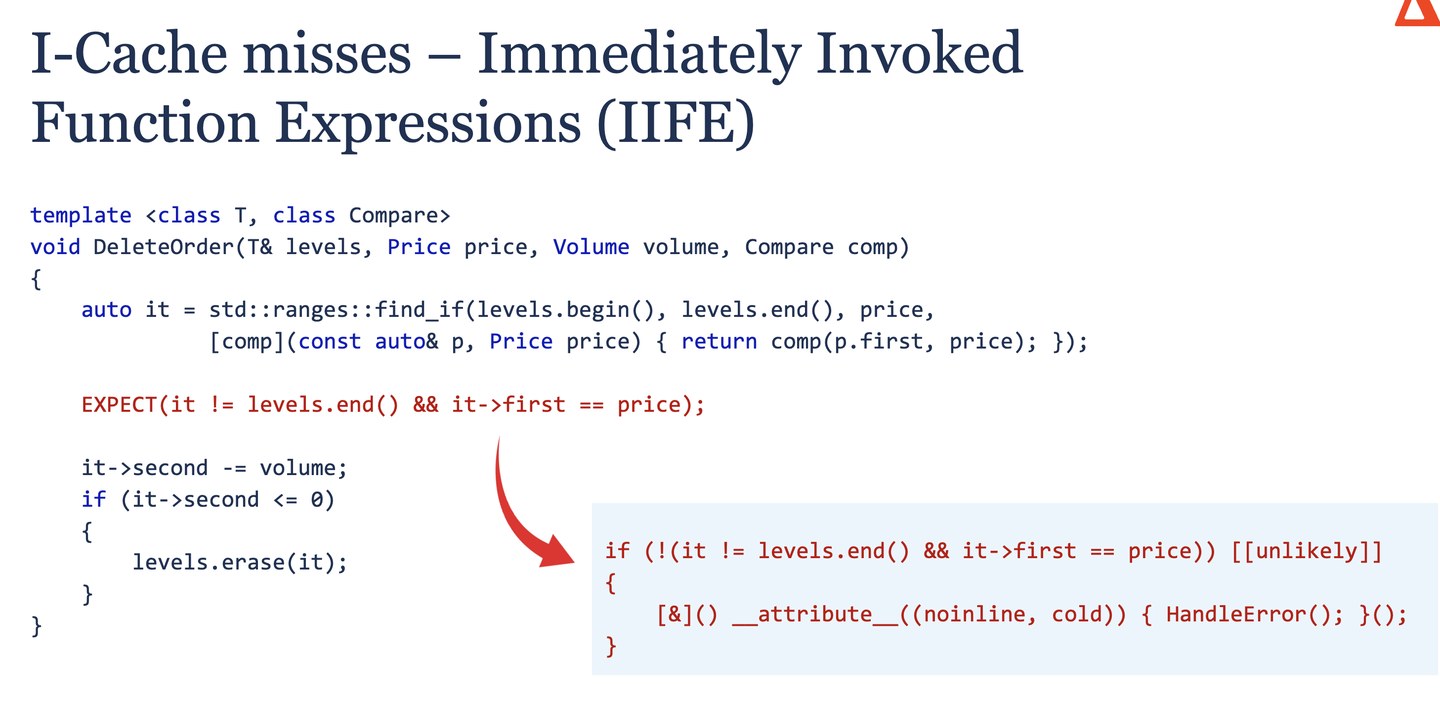 I-Cache misses – Immediately Invoked
Function Expressions (IIFE)
template <class T, class Compare>
void DeleteOrder(T& levels, Price price, Volume volume, Compare comp)
{
    auto it = std::ranges::find_if(levels.begin(), levels.end(), price,
              [comp](const auto& p, Price price) { return comp(p.first, price); });
    EXPECT(it != levels.end() && it->first == price);
    it->second -= volume;
    if (it->second <= 0)
    {
        levels.erase(it);
    }
}
if (!(it != levels.end() && it->first == price)) [[unlikely]]
{
    [&]() __attribute__((noinline, cold)) { HandleError(); }();
}